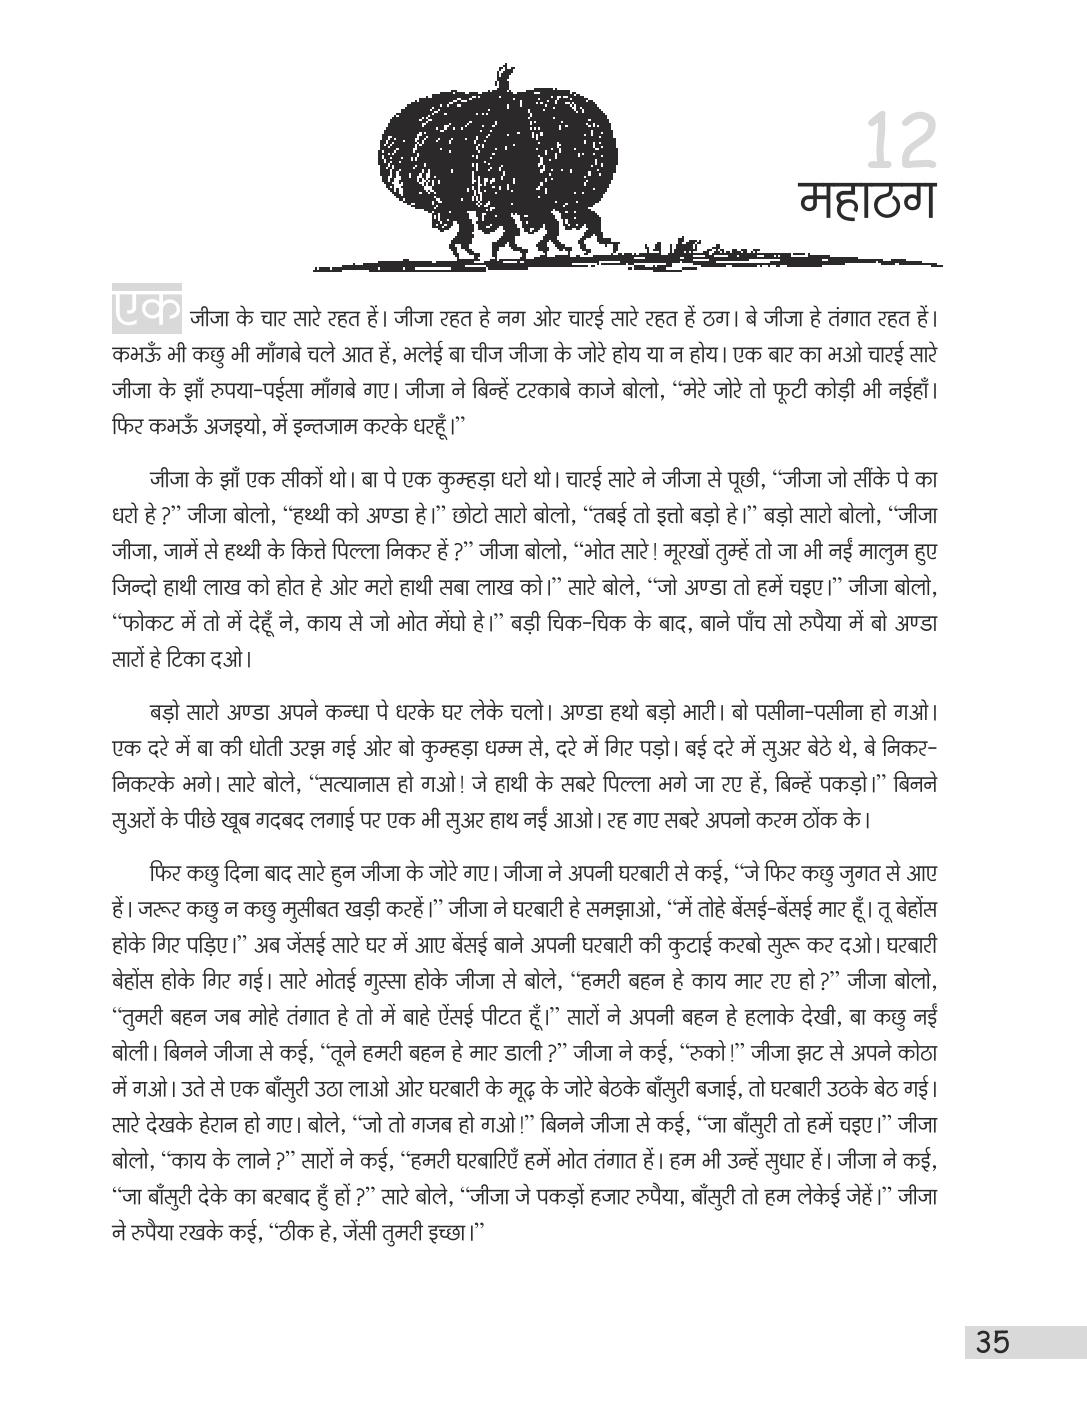 12
महाठग
एक जीजा के चार सारे रहत हें। जीजा रहत हे नग ओर चारई सारे रहत हें ठग। बे जीजा हे तंगात रहत हें।
कभऊँ भी कछु भी माँगबे चले आत हें, भलेई बा चीज जीजा के जोरे होय या न होय। एक बार का भओ चारई सारे
जीजा के झाँ रुपया-पईसा माँगबे गए। जीजा ने बिन्हें टरकाबे काजे बोलो, “मेरे जोरे तो फूटी कोड़ी भी नईहाँ।
फिर कभऊँ अजइयो, में इन्तजाम करके धरहूँ।”
जीजा के झाँ एक सीकों थो। बा पे एक कुम्हड़ा धरो थो। चारई सारे ने जीजा से पूछी, “जीजा जो सींके पे का
धरो हे?” जीजा बोलो, “हथ्थी को अण्डा हे।” छोटो सारो बोलो, “तबई तो इत्तो बड़ो हे।” बड़ो सारो बोलो, “जीजा
जीजा, जामें से हथ्थी के कित्ते पिल्ला निकर हें?” जीजा बोलो, “भोत सारे! मूरखों तुम्हें तो जा भी नईं मालुम हुए
जिन्दो हाथी लाख को होत हे ओर मरो हाथी सबा लाख को।” सारे बोले, “जो अण्डा तो हमें चइए।” जीजा बोलो,
“फोकट में तो में देहूँ ने, काय से जो भोत मेंघो हे।” बड़ी चिक-चिक के बाद, बाने पाँच सो रुपैया में बो अण्डा
सारों हे टिका दओ।
बड़ो सारो अण्डा अपने कन्धा पे धरके घर लेके चलो। अण्डा हथो बड़ो भारी। बो पसीना-पसीना हो गओ।
एक दरे में बा की धोती उरझ गई ओर बो कुम्हड़ा धम्म से, दरे में गिर पड़ो। बई दरे में सुअर बेठे थे, बे निकर-
निकरके भगे। सारे बोले, “सत्यानास हो गओ! जे हाथी के सबरे पिल्ला भगे जा रए हें, बिन्हें पकड़ो।” बिनने
सुअरों के पीछे खूब गदबद लगाई पर एक भी सुअर हाथ नईं आओ। रह गए सबरे अपनो करम ठोंक के।
फिर कछु दिना बाद सारे हुन जीजा के जोरे गए। जीजा ने अपनी घरबारी से कई, “जे फिर कछु जुगत से आए
हें। जरूर कछु न कछु मुसीबत खड़ी करहें।” जीजा ने घरबारी हे समझाओ, “में तोहे बेंसई-बेंसई मार हूँ। तू बेहोंस
होके गिर पड़िए।” अब जेंसई सारे घर में आए बेंसई बाने अपनी घरबारी की कुटाई करबो सुरू कर दओ। घरबारी
बेहोंस होके गिर गई। सारे भोतई गुस्सा होके जीजा से बोले, “हमरी बहन हे काय मार रए हो?” जीजा बोलो,
“तुमरी बहन जब मोहे तंगात हे तो में बाहे ऐंसई पीटत हूँ।” सारों ने अपनी बहन हे हलाके देखी, बा कछु नईं
बोली। बिनने जीजा से कई, “तूने हमरी बहन हे मार डाली?” जीजा ने कई, “रुको!” जीजा झट से अपने कोठा
में गओ। उते से एक बाँसुरी उठा लाओ ओर घरबारी के मूढ़ के जोरे बेठके बाँसुरी बजाई, तो घरबारी उठके बेठ गई।
सारे देखके हेरान हो गए। बोले, “जो तो गजब हो गओ!” बिनने जीजा से कई, “जा बाँसुरी तो हमें चइए।” जीजा
बोलो, “काय के लाने?” सारों ने कई, “हमरी घरबारिएँ हमें भोत तंगात हें। हम भी उन्हें सुधार हें। जीजा ने कई,
“जा बाँसुरी देके का बरबाद हुँ हों?” सारे बोले, “जीजा जे पकड़ों हजार रुपैया, बाँसुरी तो हम लेकेई जेहें।” जीजा
ने रुपैया रखके कई, “ठीक हे, जेंसी तुमरी इच्छा।”
35